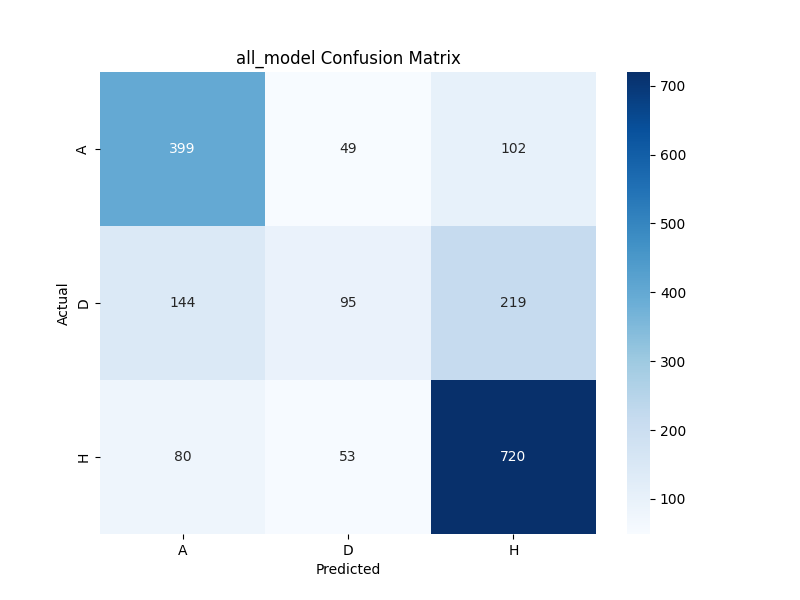 all_model Confusion Matrix
A
399
49
102
D
144
95
219
H
80
53
720
A
D
H
Predicted
Actual
700
600
500
400
300
200
100